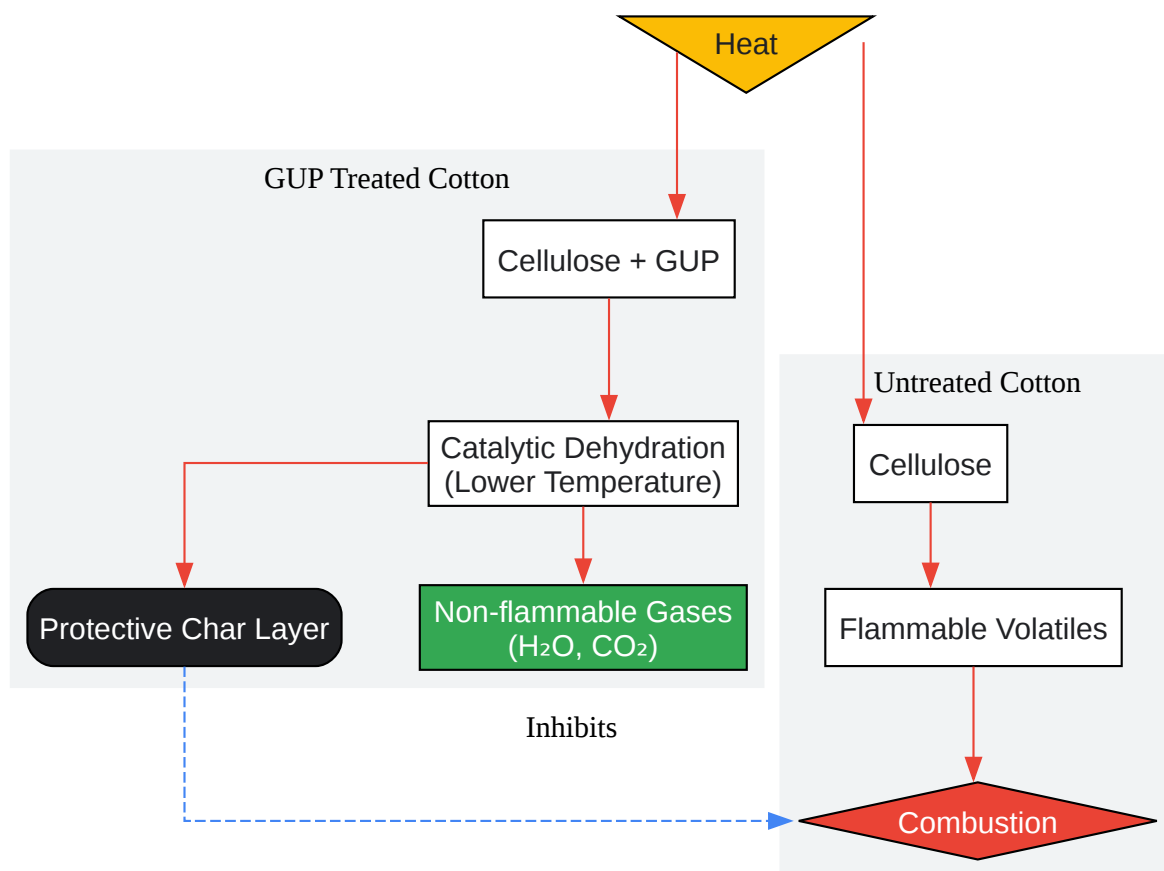 Heat
GUP Treated Cotton
Cellulose + GUP
Untreated Cotton
Catalytic Dehydration
(Lower Temperature)
Cellulose
Protective Char Layer
Non-flammable Gases
(H₂O, CO₂)
Flammable Volatiles
Inhibits
Combustion